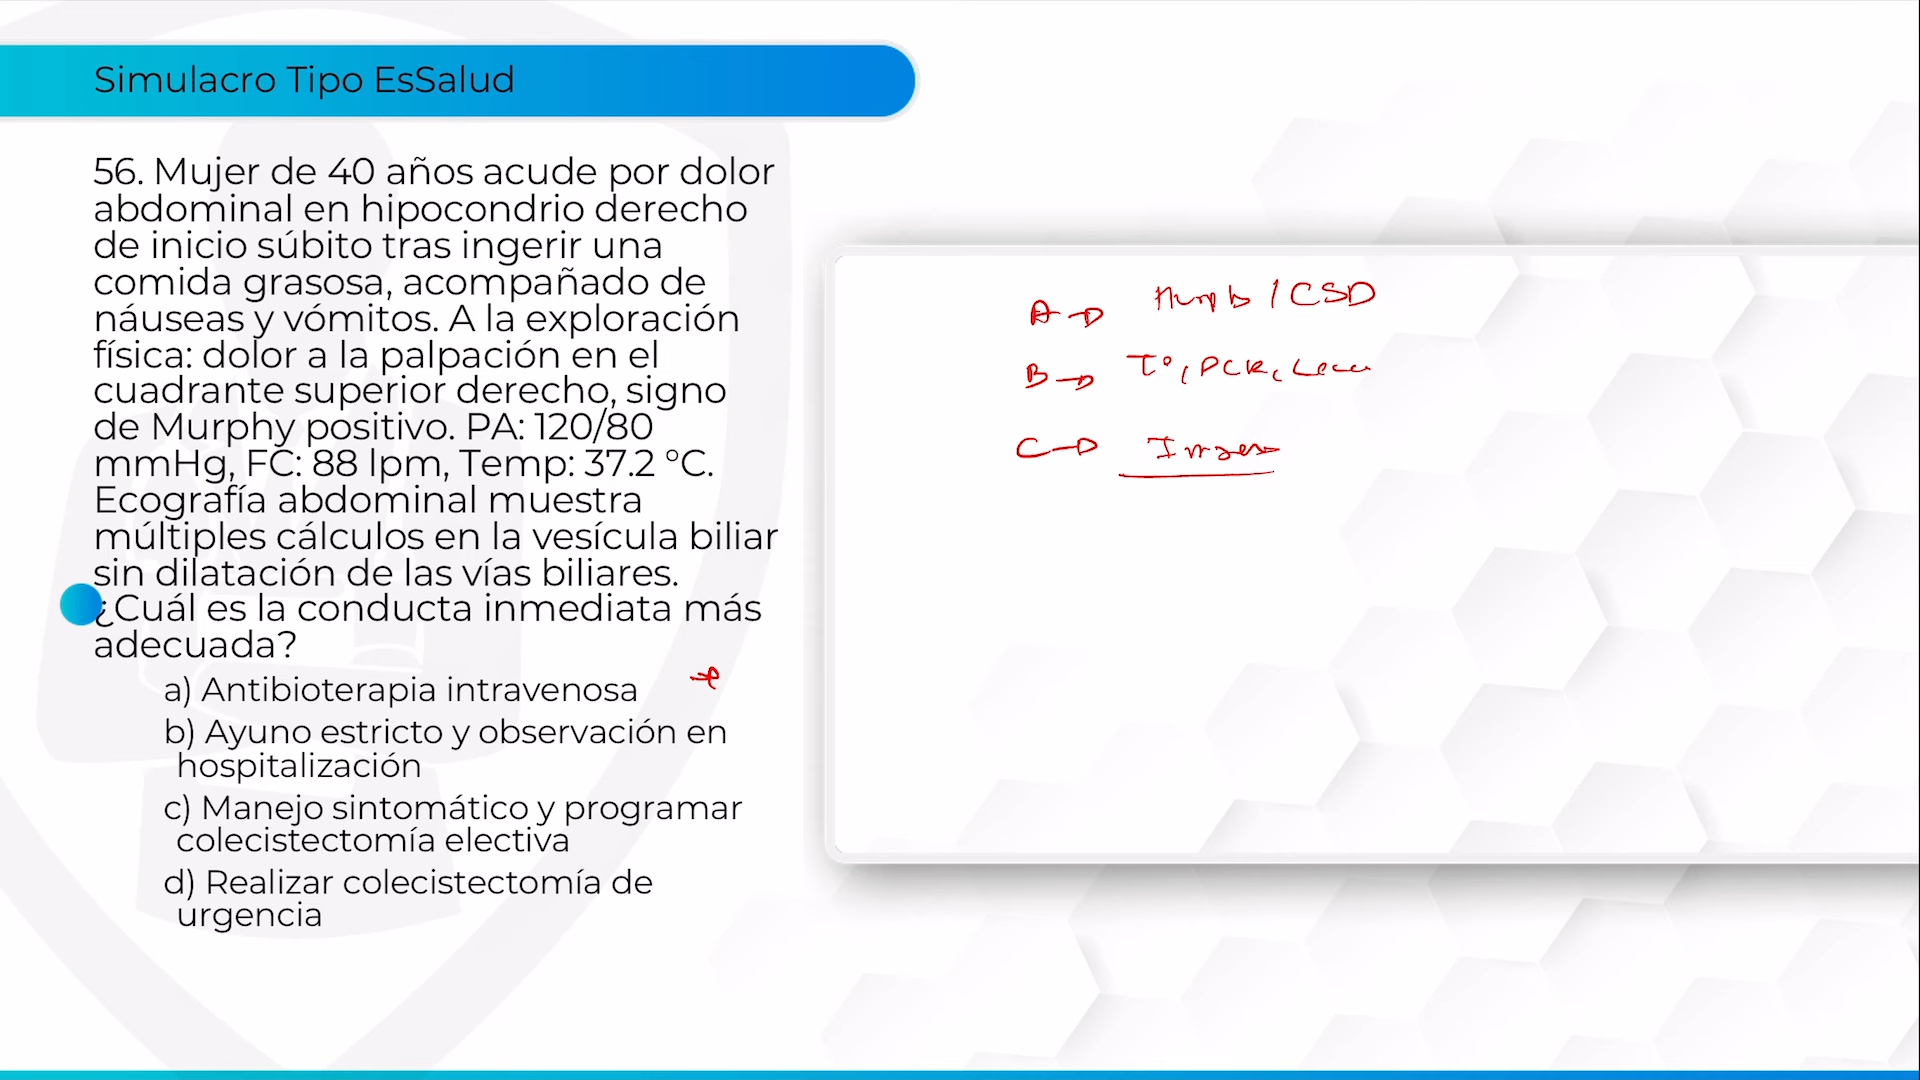 Simulacro Tipo EsSalud
56. Mujer de 40 años acude por dolor
abdominal en hipocondrio derecho
de inicio súbito tras ingerir una
comida grasosa, acompañado de
náuseas y vómitos. A la exploración
física: dolor a la palpación en el
cuadrante superior derecho, signo
de Murphy positivo. PA: 120/80
mmHg, FC: 88 lpm, Temp: 37.2 °C.
Ecografía abdominal muestra
múltiples cálculos en la vesícula biliar
sin dilatación de las vías biliares.
¿Cuál es la conducta inmediata más
adecuada?
a) Antibioterapia intravenosa
b) Ayuno estricto y observación en
hospitalización
c) Manejo sintomático y programar
colecistectomía electiva
d) Realizar colecistectomía de
urgencia
A → / CSD
B → T°, PCR,
C →